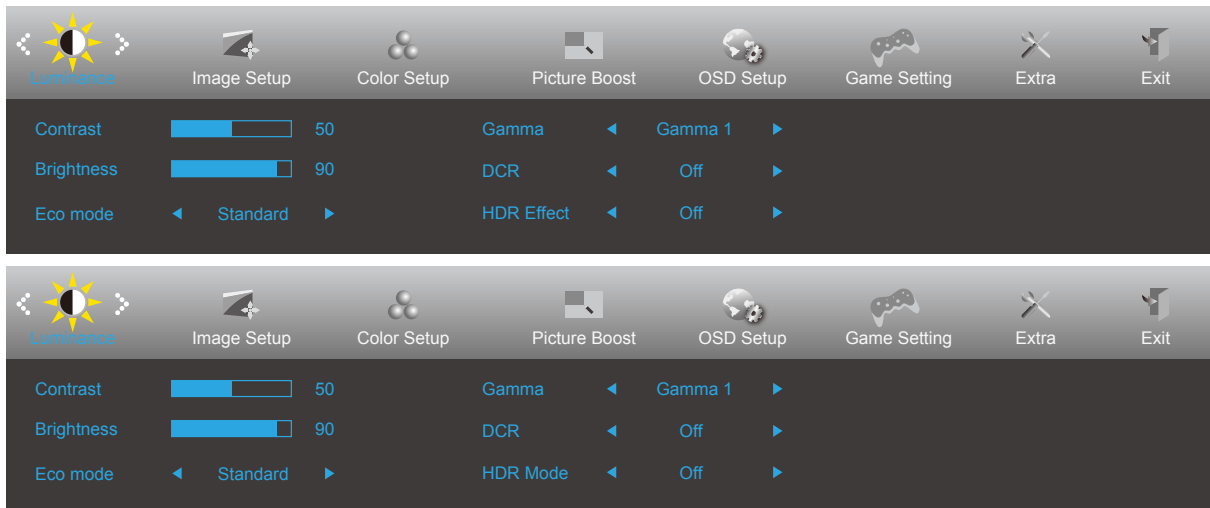 Luminance Image Setup Color Setup Picture Boost OSD Setup Game Setting Extra Exit
Contrast 50 Gamma Gamma 1
Brightness 90 DCR Off
Eco mode Standard HDR Effect Off
Luminance Image Setup Color Setup Picture Boost OSD Setup Game Setting Extra Exit
Contrast 50 Gamma Gamma 1
Brightness 90 DCR Off
Eco mode Standard HDR Mode Off